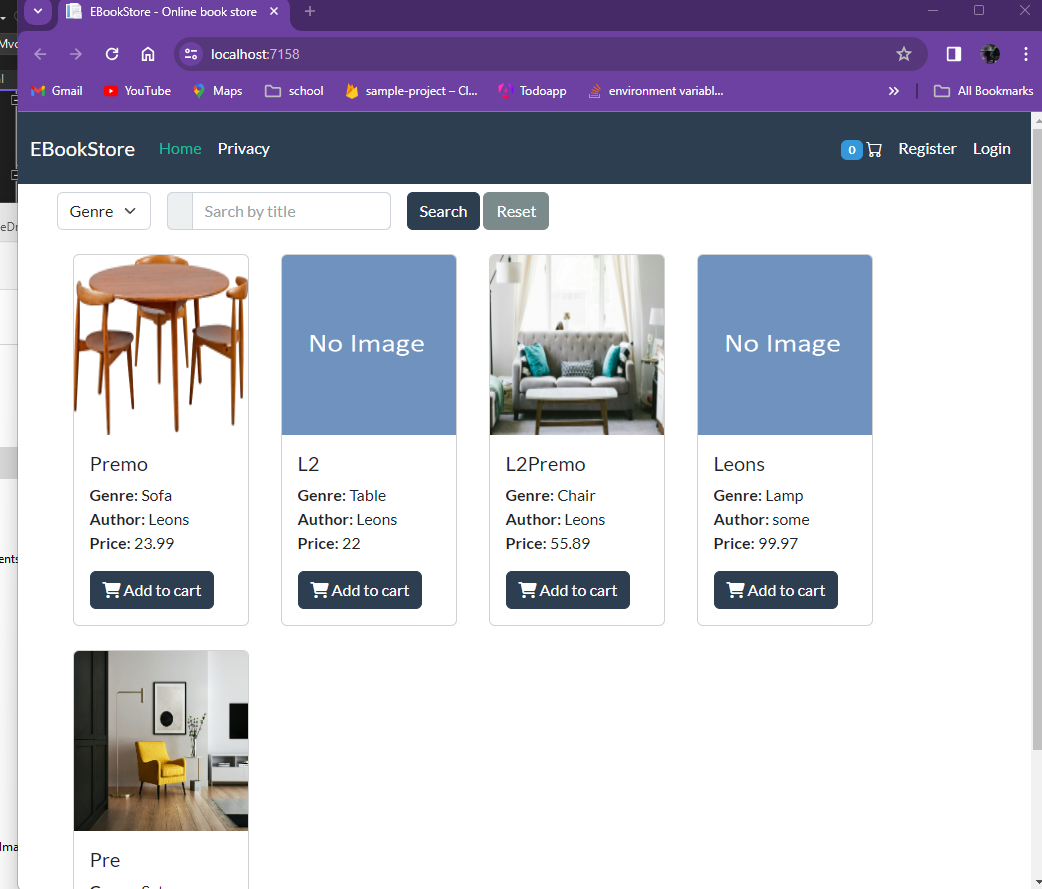 EBookStore - Online book store
Mvc
localhost:7158
Gmail YouTube Maps school sample-project – Cl... Todoapp environment variabl... » All Bookmarks
EBookStore Home Privacy 0 Register Login
eDr
Genre Sarch by title Search Reset
No Image No Image
Premo L2 L2Premo Leons
Genre: Sofa Genre: Table Genre: Chair Genre: Lamp
Author: Leons Author: Leons Author: Leons Author: some
Price: 23.99 Price: 22 Price: 55.89 Price: 99.97
Add to cart Add to cart Add to cart Add to cart
ents
Ima
Pre